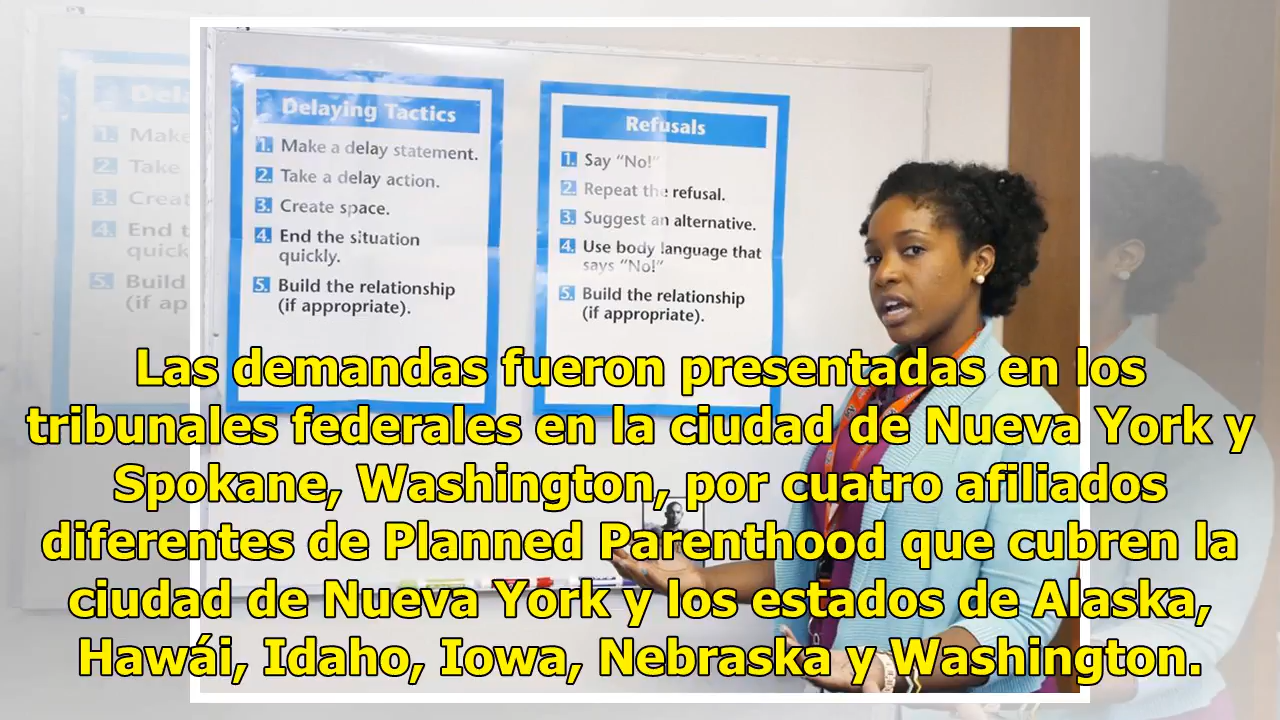 Delaying Tactics
1. Make a delay statement.
2. Take a delay action.
3. Create space.
4. End the situation
quickly.
5. Build the relationship
(if appropriate).
Refusals
1. Say "No!"
2. Repeat the refusal.
3. Suggest an alternative.
4. Use body language that
says "No!"
5. Build the relationship
(if appropriate).
Las demandas fueron presentadas en los
tribunales federales en la ciudad de Nueva York y
Spokane, Washington, por cuatro afiliados
diferentes de Planned Parenthood que cubren la
ciudad de Nueva York y los estados de Alaska,
Hawái, Idaho, Iowa, Nebraska y Washington.